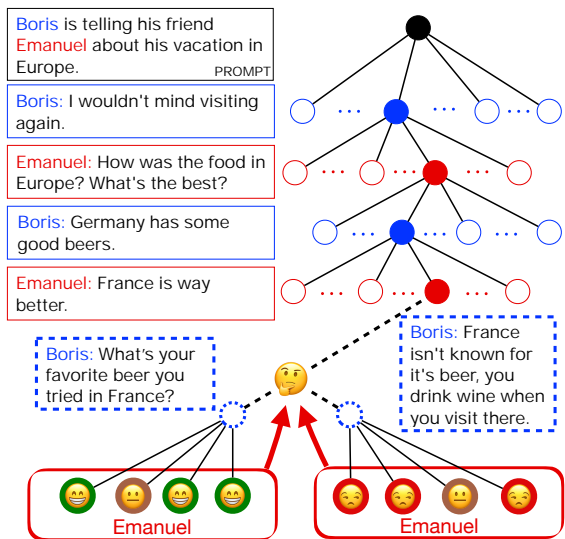 Boris is telling his friend
Emanuel about his vacation in
Europe.
PROMPT
Boris: I wouldn't mind visiting
again.
Emanuel: How was the food in
Europe? What's the best?
Boris: Germany has some
good beers.
Emanuel: France is way
better.
Boris: What's your
favorite beer you
tried in France?
Boris: France
isn't known for
it's beer, you
drink wine when
you visit there.
Emanuel
Emanuel